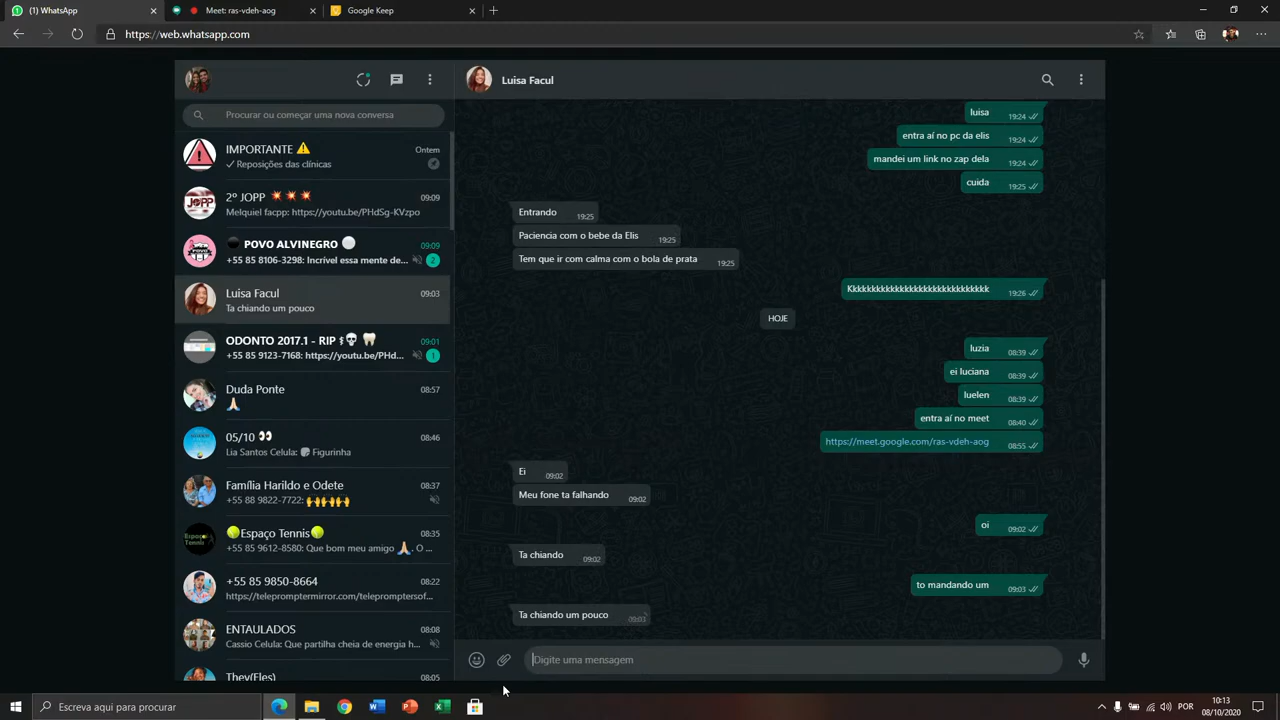 (1) WhatsApp
Meet: ras-vdeh-aog
Google Keep
https://web.whatsapp.com
Luisa Facul
Procurar ou começar uma nova conversa
IMPORTANTE ⚠️
Ontem
✓ Reposições das clínicas
2º JOPP 💥💥💥
09:09
Melquiel facpp: https://youtu.be/PHdSg-KVzpo
⚫ POVO ALVINEGRO ⚪
09:09
+55 85 8106-3298: Incrível essa mente de...
2
Luisa Facul
09:03
Ta chiando um pouco
ODONTO 2017.1 - RIP ⚕💀 🦷
09:01
+55 85 9123-7168: https://youtu.be/PHd...
1
Duda Ponte
08:57
🙏🏼
05/10 👀
08:46
Lia Santos Celula: Figurinha
Família Harildo e Odete
08:37
+55 88 9822-7722: 🙌🙌🙌🙌
🎾Espaço Tennis🎾
08:35
+55 85 9612-8580: Que bom meu amigo 🙏🏼. O ...
+55 85 9850-8664
08:22
https://telepromptermirror.com/telepromptersof...
ENTAULADOS
08:08
Cassio Celula: Que partilha cheia de energia h...
They(Eles)
08:05
luisa
19:24
entra aí no pc da elis
19:24
mandei um link no zap dela
19:24
cuida
19:25
Entrando
19:25
Paciencia com o bebe da Elis
19:25
Tem que ir com calma com o bola de prata
19:25
Kkkkkkkkkkkkkkkkkkkkkkkkkkkkk
19:26
HOJE
luzia
08:39
ei luciana
08:39
luelen
08:39
entra aí no meet
08:40
https://meet.google.com/ras-vdeh-aog
08:55
Ei
09:02
Meu fone ta falhando
09:02
oi
09:02
Ta chiando
09:02
to mandando um
09:03
Ta chiando um pouco
09:03
Digite uma mensagem
Escreva aqui para procurar
POR
10:13
08/10/2020